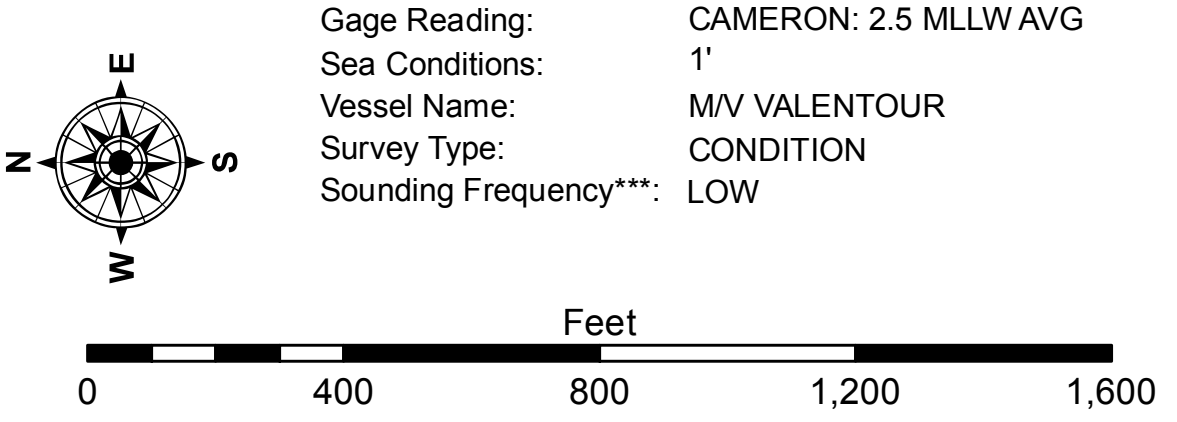 Gage Reading: CAMERON: 2.5 MLLW AVG
Sea Conditions: 1'
Vessel Name: M/V VALENTOUR
Survey Type: CONDITION
Sounding Frequency***: LOW
E
N S
W
Feet
0 400 800 1,200 1,600